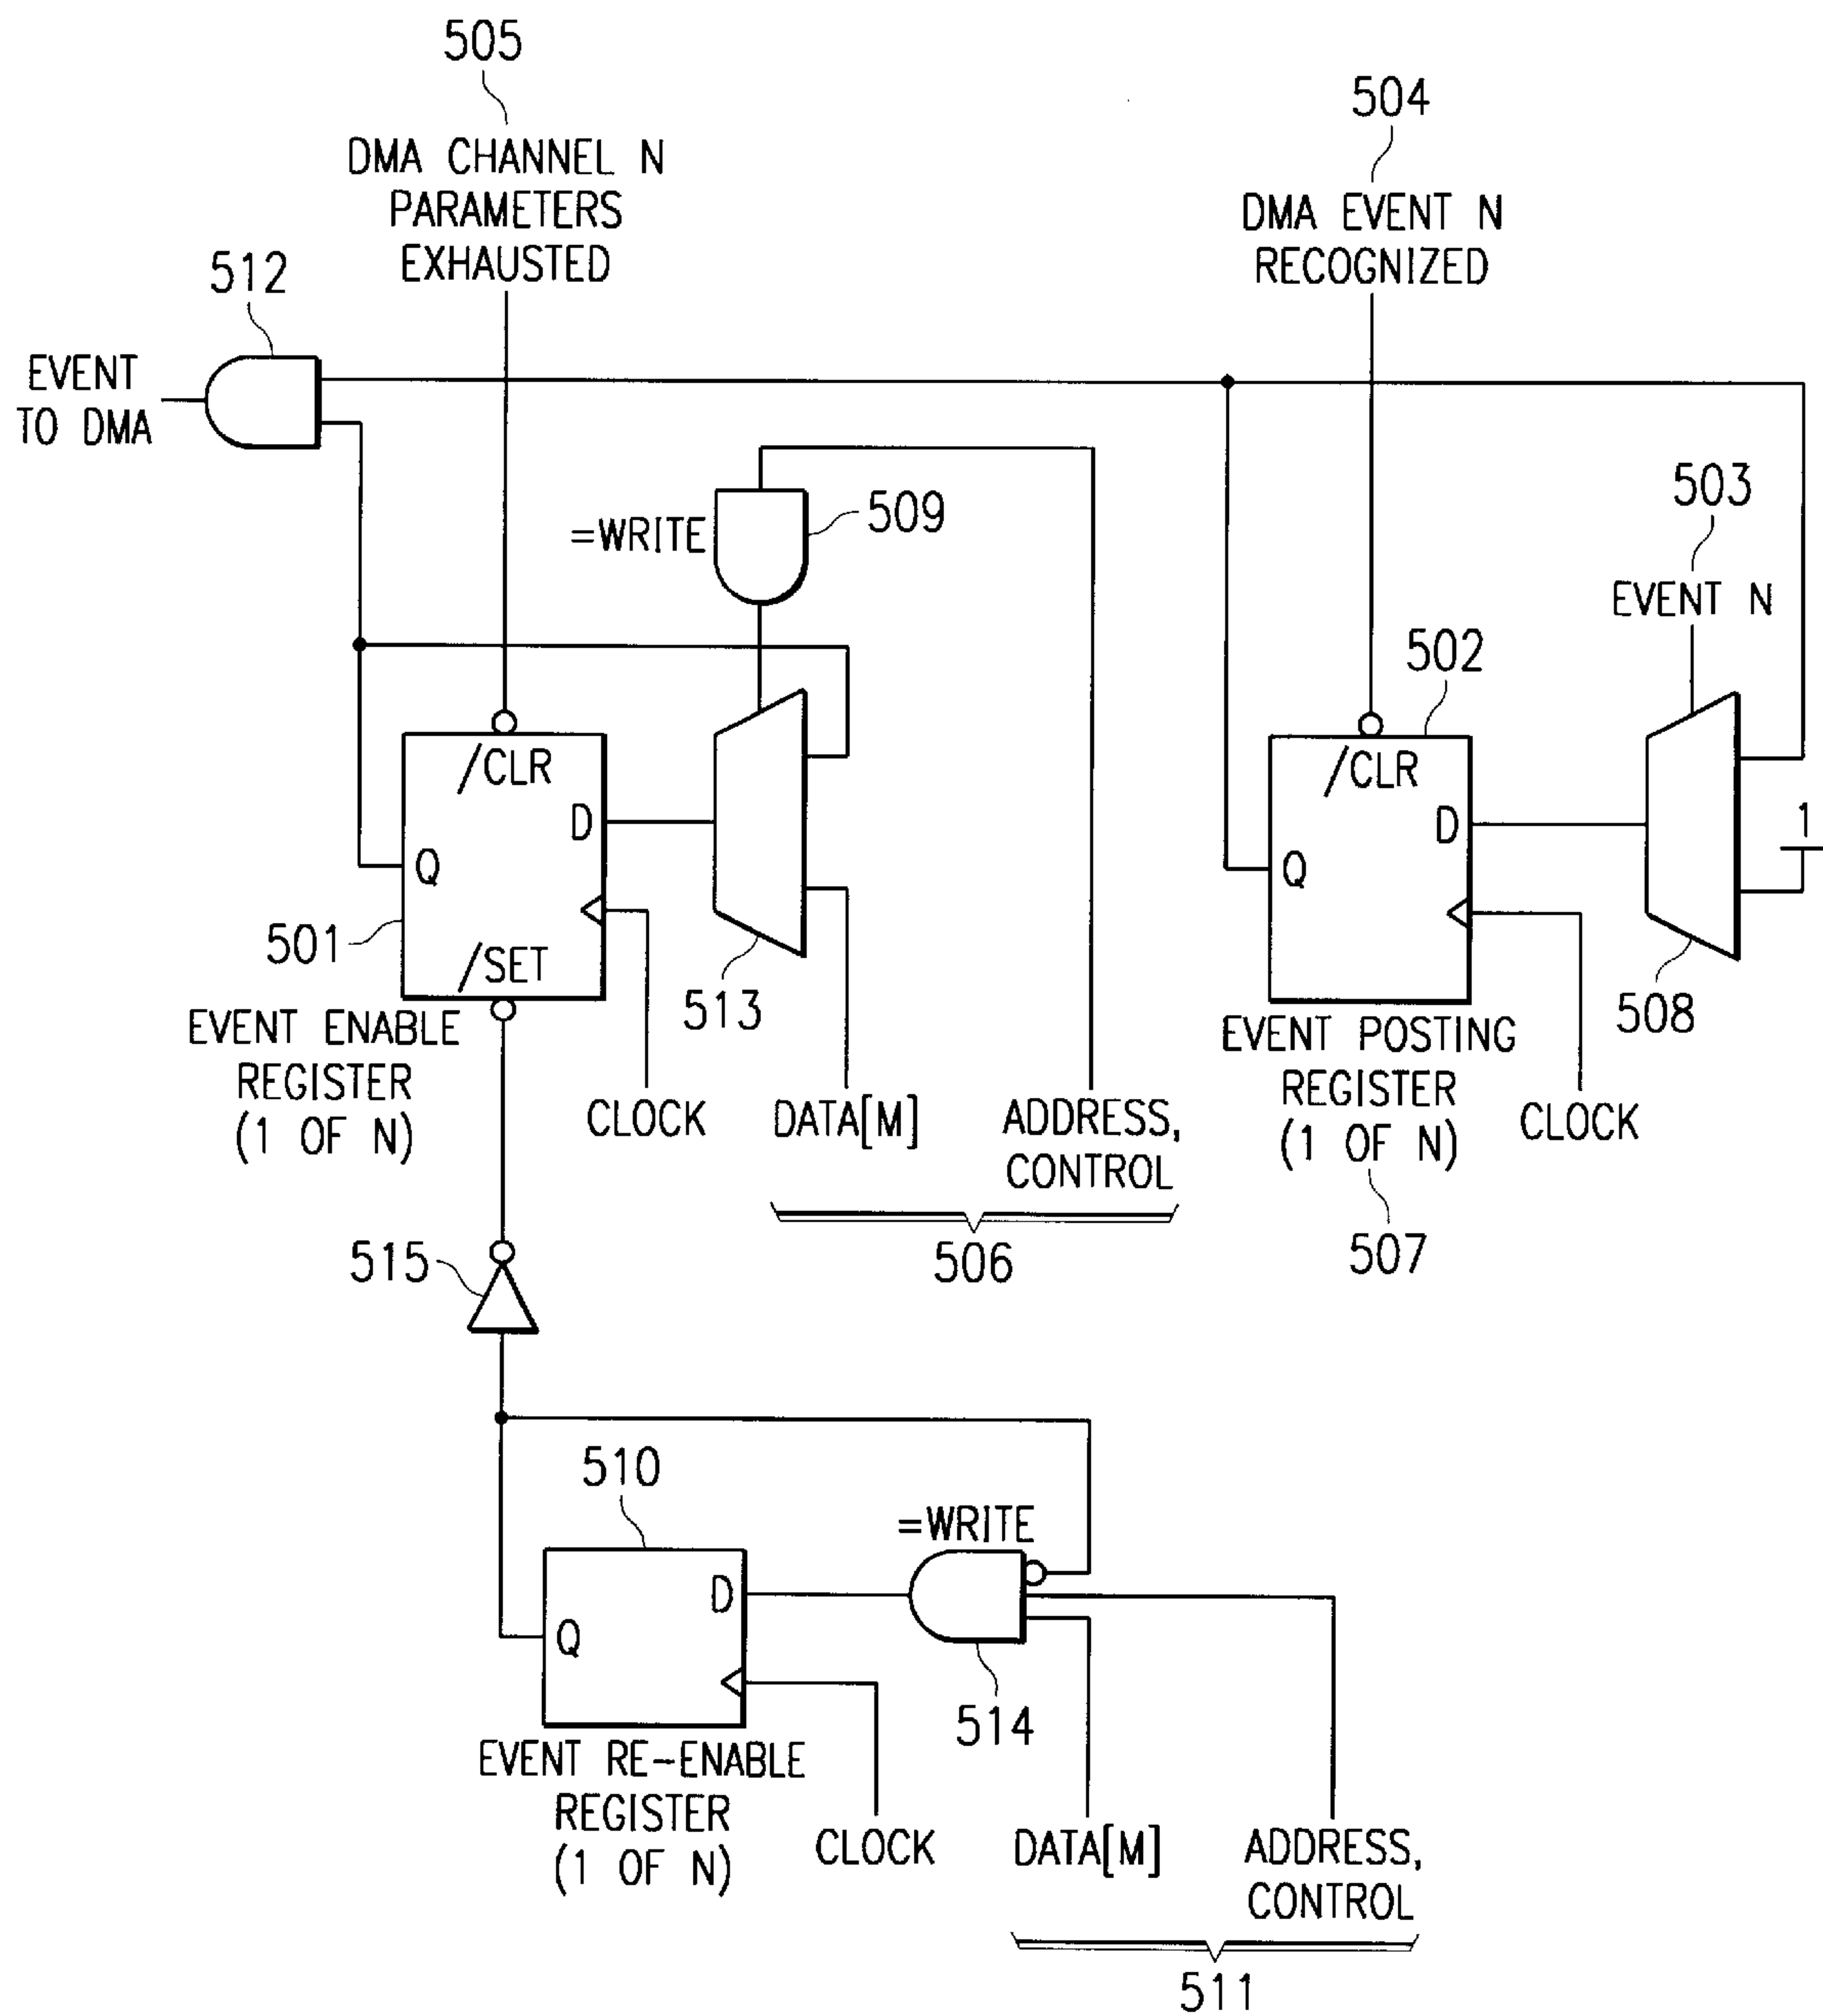 505
504
DMA CHANNEL N
PARAMETERS
EXHAUSTED
DMA EVENT N
RECOGNIZED
512
EVENT
TO DMA
503
=WRITE
509
EVENT N
502
/CLR
D
Q
/SET
501
513
/CLR
D
Q
1
508
EVENT ENABLE
REGISTER
(1 OF N)
CLOCK
DATA[M]
ADDRESS,
CONTROL
506
EVENT POSTING
REGISTER
(1 OF N)
507
CLOCK
515
510
=WRITE
D
Q
514
EVENT RE-ENABLE
REGISTER
(1 OF N)
CLOCK
DATA[M]
ADDRESS,
CONTROL
511